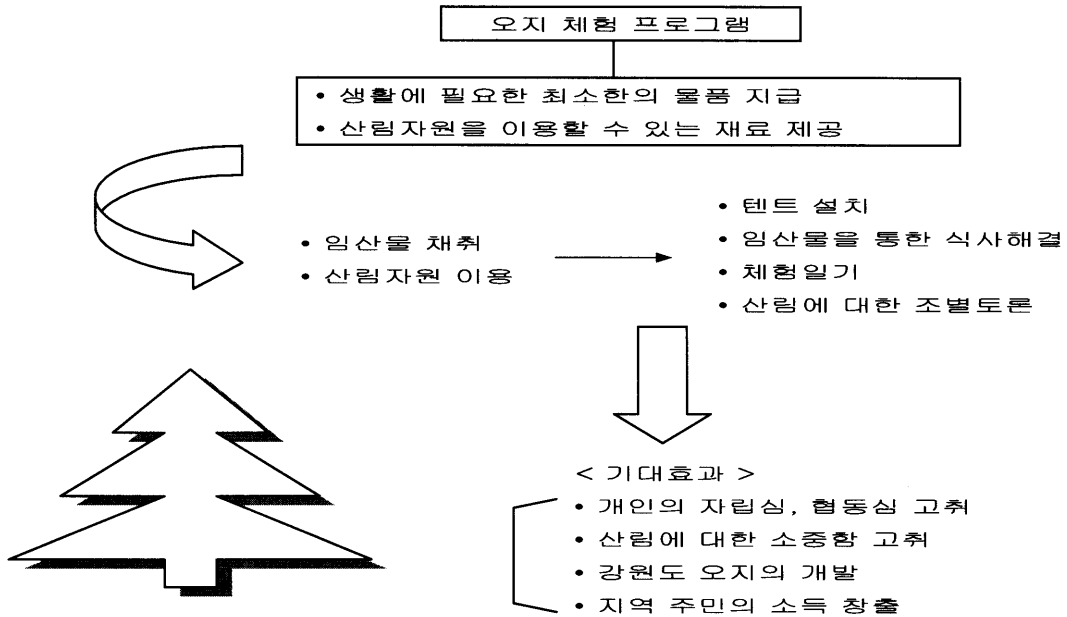 오지 체험 프로그램
• 생활에 필요한 최소한의 물품 지급
• 산림자원을 이용할 수 있는 재료 제공
• 임산물 채취
• 산림자원 이용
• 텐트 설치
• 임산물을 통한 식사해결
• 체험일기
• 산림에 대한 조별토론
< 기대효과 >
• 개인의 자립심, 협동심 고취
• 산림에 대한 소중함 고취
• 강원도 오지의 개발
• 지역 주민의 소득 창출